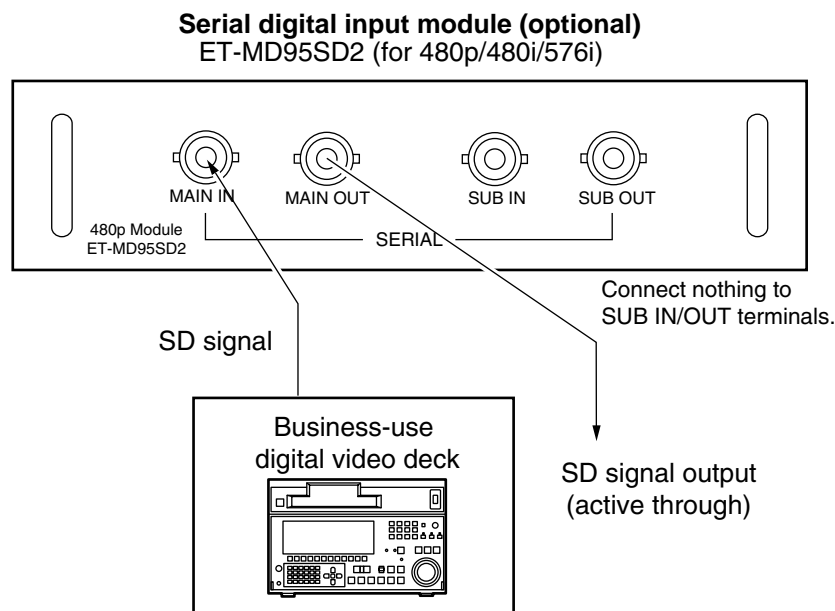 Serial digital input module (optional)
ET-MD95SD2 (for 480p/480i/576i)
MAIN IN
MAIN OUT
SUB IN
SUB OUT
480p Module
ET-MD95SD2
SERIAL
Connect nothing to
SUB IN/OUT terminals.
SD signal
Business-use
digital video deck
SD signal output
(active through)